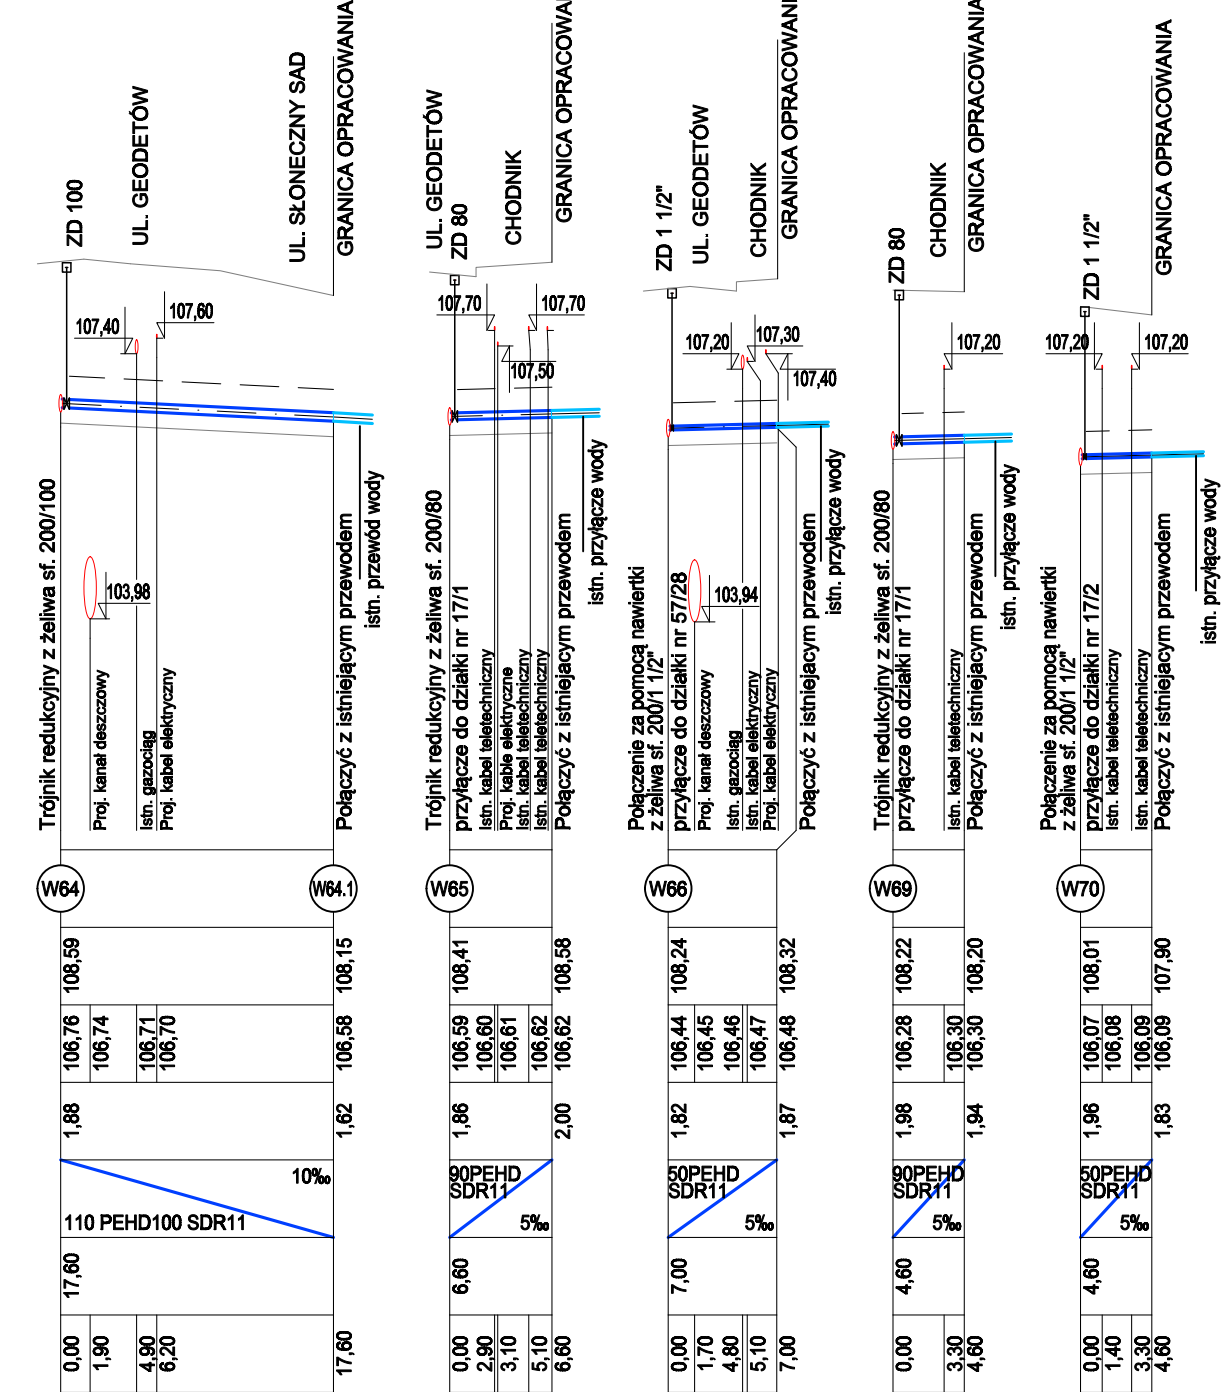 ZD 100
UL. GEODETÓW
UL. SŁONECZNY SAD
GRANICA OPRACOWANIA
107,40
107,60
103,98
Trójnik redukcyjny z żeliwa sf. 200/100
Proj. kanał deszczowy
Istn. gazociąg
Proj. kabel elektryczny
Połączyć z istniejącym przewodem
istn. przewód wody
W64
W64.1
108,59
108,15
106,76
106,74
106,71
106,70
106,58
1,88
1,62
10‰
110 PEHD100 SDR11
17,60
0,00
1,90
4,90
6,20
17,60
UL. GEODETÓW
ZD 80
CHODNIK
GRANICA OPRACOWANI
107,70
107,70
107,50
Trójnik redukcyjny z żeliwa sf. 200/80
przyłącze do działki nr 17/1
Istn. kabel teletechniczny
Proj. kable elektryczne
Istn. kabel teletechniczny
Istn. kabel teletechniczny
Połączyć z istniejacym przewodem
istn. przyłącze wody
W65
108,41
108,58
106,59
106,60
106,61
106,62
106,62
1,86
2,00
90PEHD
SDR11
5‰
6,60
0,00
2,90
3,10
5,10
6,60
ZD 1 1/2"
UL. GEODETÓW
CHODNIK
GRANICA OPRACOWANI
107,20
107,30
107,40
103,94
Połączenie za pomocą nawiertki
z żeliwa sf. 200/1 1/2"
przyłącze do działki nr 57/28
Proj. kanał deszczowy
Istn. gazociąg
Istn. kabel elektryczny
Proj. kabel elektryczny
Połączyć z istniejacym przewodem
istn. przyłącze wody
W66
108,24
108,32
106,44
106,45
106,46
106,47
106,48
1,82
1,87
50PEHD
SDR11
5‰
7,00
0,00
1,70
4,80
5,10
7,00
ZD 80
CHODNIK
GRANICA OPRACOWANIA
107,20
Trójnik redukcyjny z żeliwa sf. 200/80
przyłącze do działki nr 17/1
Istn. kabel teletechniczny
Połączyć z istniejącym przewodem
istn. przyłącze wody
W69
108,22
108,20
106,28
106,30
106,30
1,98
1,94
90PEHD
SDR11
5‰
4,60
0,00
3,30
4,60
ZD 1 1/2"
GRANICA OPRACOWANIA
107,20
107,20
Połączenie za pomocą nawiertki
z żeliwa sf. 200/1 1/2"
przyłącze do działki nr 17/2
Istn. kabel teletechniczny
Istn. kabel teletechniczny
Połączyć z istniejącym przewodem
istn. przyłącze wody
W70
108,01
107,90
106,07
106,08
106,09
106,09
1,96
1,83
50PEHD
SDR11
5‰
4,60
0,00
1,40
3,30
4,60